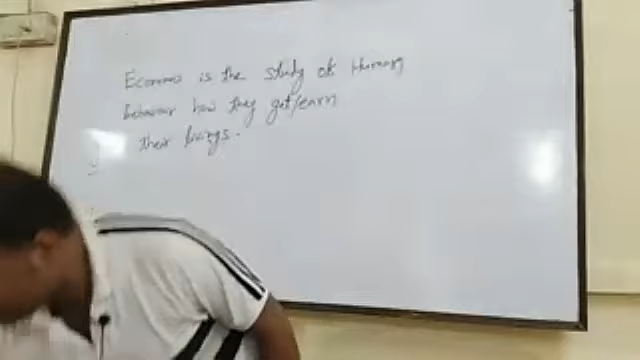 Economics is the study of Human
behaviour how they get/earn
their livings.